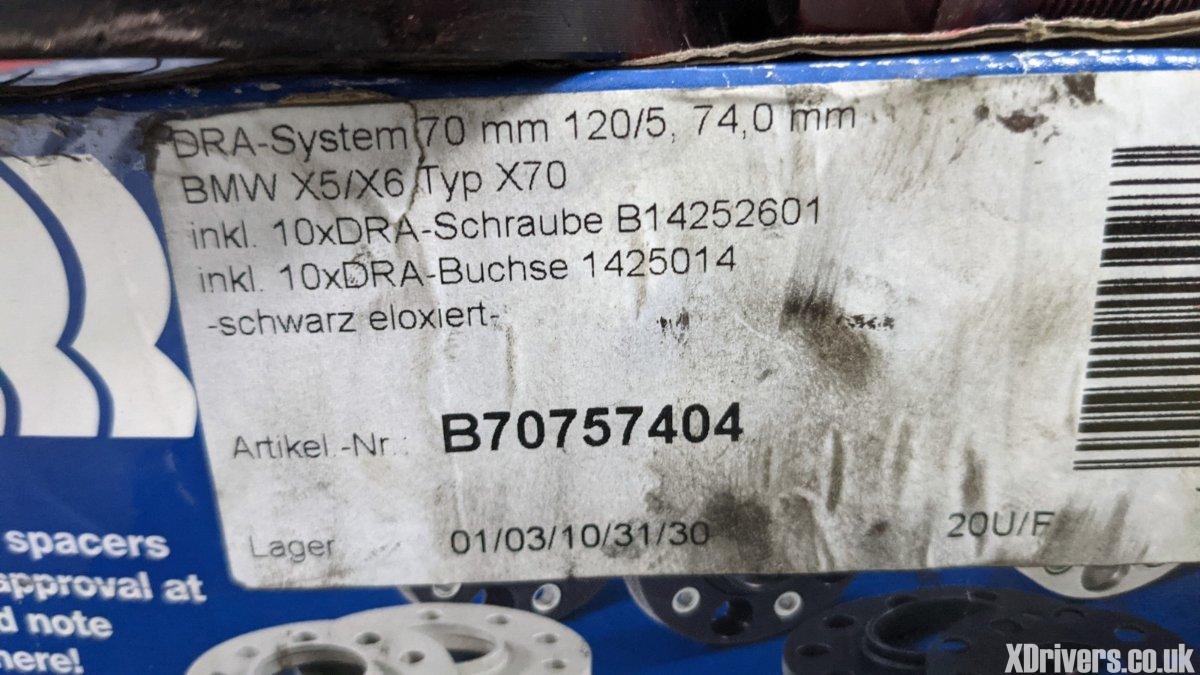 DRA-System 70 mm 120/5, 74,0 mm
BMW X5/X6 Typ X70
inkl. 10xDRA-Schraube B14252601
inkl. 10xDRA-Buchse 1425014
-schwarz eloxiert-
Artikel.-Nr.: B70757404
Lager 01/03/10/31/30 20U/F
spacers
approval at
d note
here!
XDrivers.co.uk